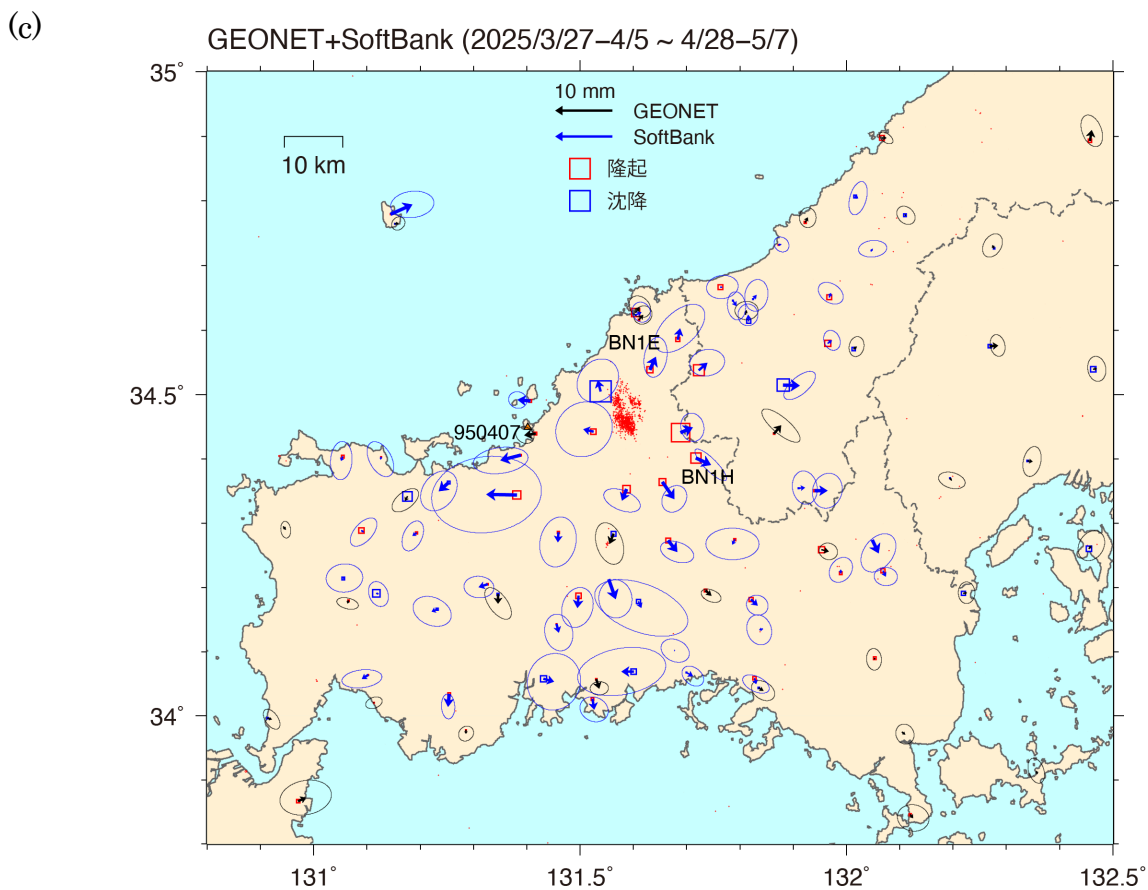 (c)
GEONET+SoftBank (2025/3/27−4/5 ~ 4/28−5/7)
35°
10 mm
GEONET
SoftBank
10 km
隆起
沈降
BN1E
34.5°
950407
BN1H
34°
131°
131.5°
132°
132.5°